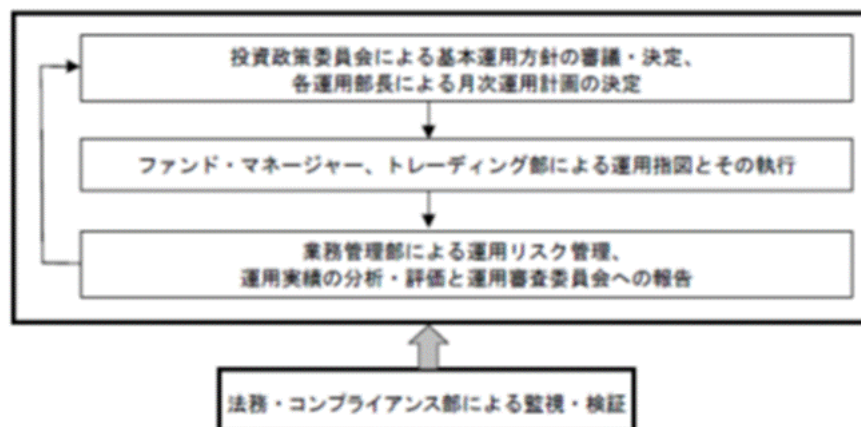 投資政策委員会による基本運用方針の審議・決定、
各運用部長による月次運用計画の決定
ファンド・マネージャー、トレーディング部による運用指図とその執行
業務管理部による運用リスク管理、
運用実績の分析・評価と運用審査委員会への報告
法務・コンプライアンス部による監視・検証